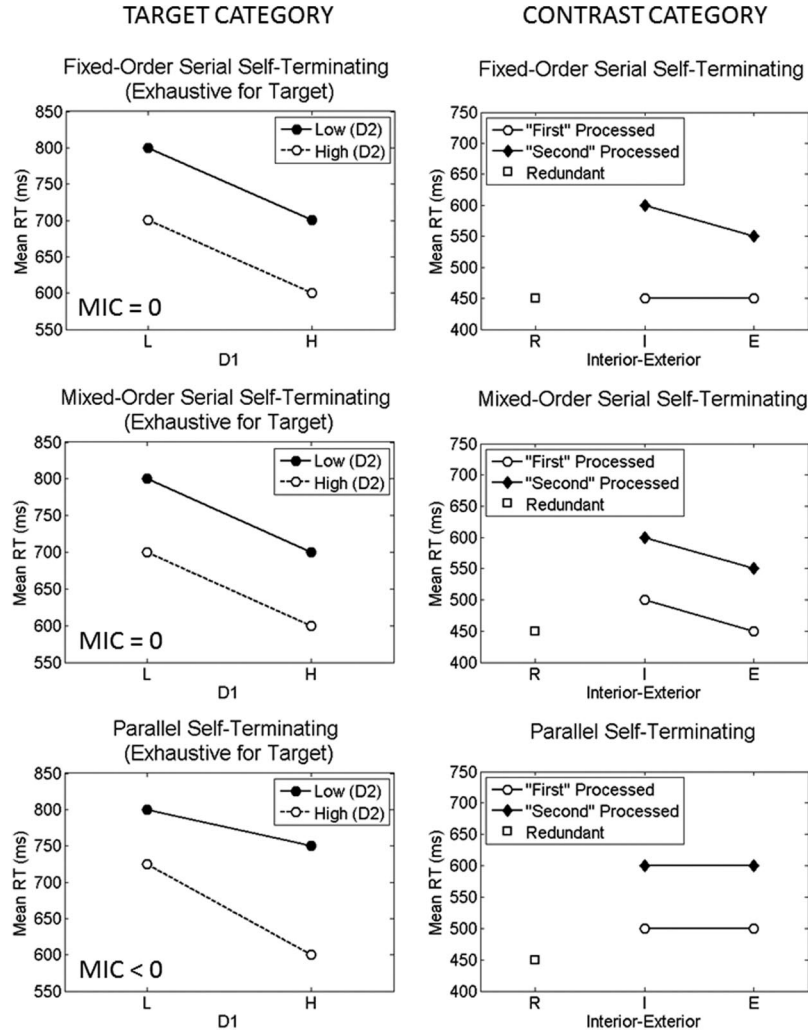 TARGET CATEGORY
CONTRAST CATEGORY
Fixed-Order Serial Self-Terminating
(Exhaustive for Target)
850
800
750
700
650
600
550
Mean RT (ms)
Low (D2)
High (D2)
MIC = 0
L
H
D1
Fixed-Order Serial Self-Terminating
750
700
650
600
550
500
450
400
Mean RT (ms)
"First" Processed
"Second" Processed
Redundant
R
I
E
Interior-Exterior
Mixed-Order Serial Self-Terminating
(Exhaustive for Target)
850
800
750
700
650
600
550
Mean RT (ms)
Low (D2)
High (D2)
MIC = 0
L
H
D1
Mixed-Order Serial Self-Terminating
750
700
650
600
550
500
450
400
Mean RT (ms)
"First" Processed
"Second" Processed
Redundant
R
I
E
Interior-Exterior
Parallel Self-Terminating
(Exhaustive for Target)
850
800
750
700
650
600
550
Mean RT (ms)
Low (D2)
High (D2)
MIC < 0
L
H
D1
Parallel Self-Terminating
750
700
650
600
550
500
450
400
Mean RT (ms)
"First" Processed
"Second" Processed
Redundant
R
I
E
Interior-Exterior